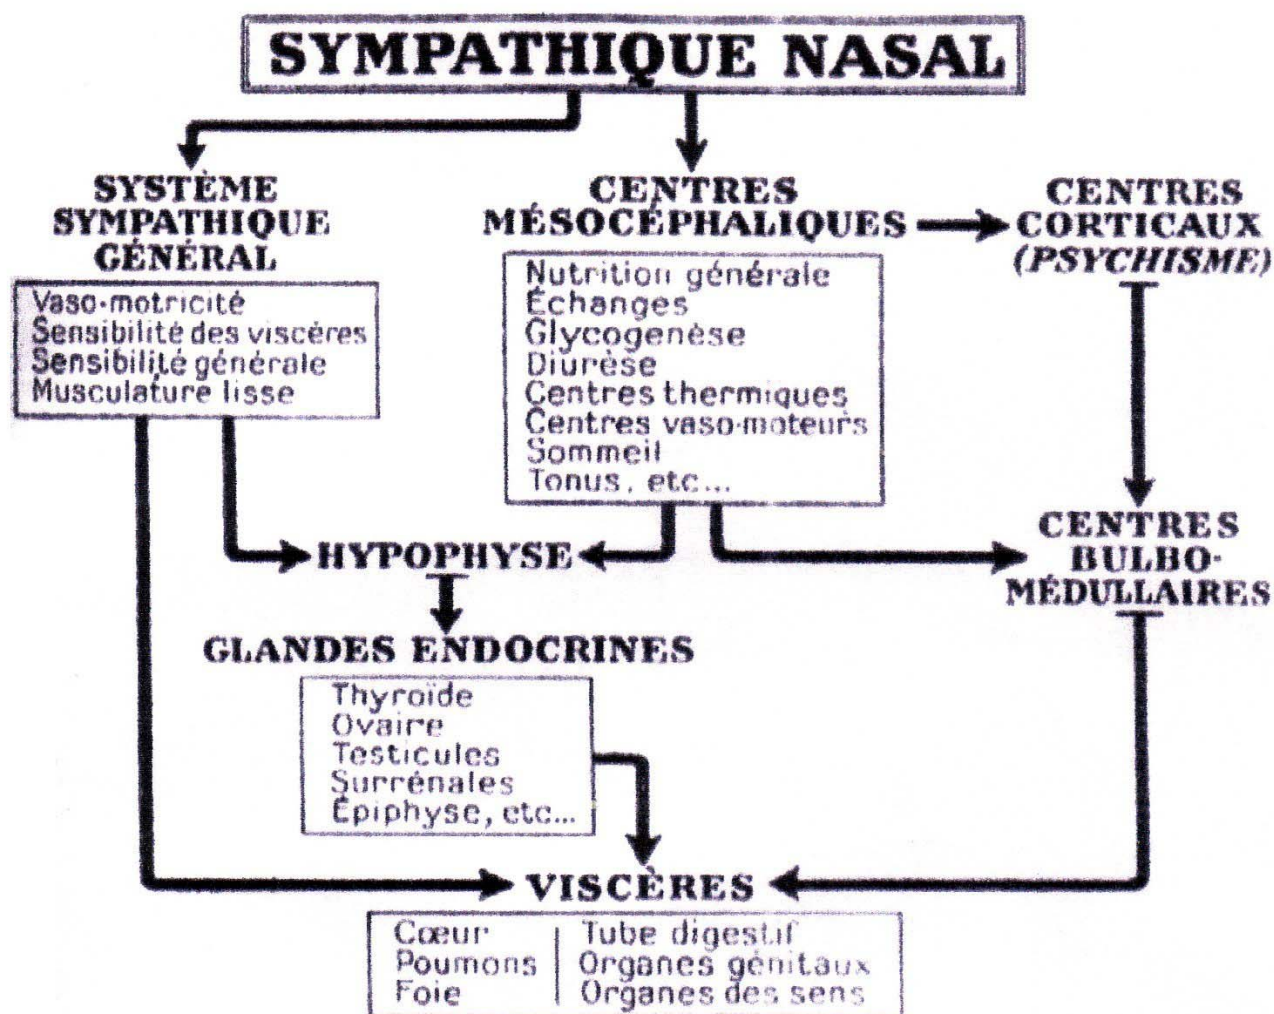 SYMPATHIQUE NASAL
SYSTÈME
SYMPATHIQUE
GÉNÉRAL
Vaso-motricité
Sensibilité des viscères
Sensibilité générale
Musculature lisse
CENTRES
MÉSOCÉPHALIQUES
Nutrition générale
Échanges
Glycogenèse
Diurèse
Centres thermiques
Centres vaso-moteurs
Sommeil
Tonus, etc...
CENTRES
CORTICAUX
(PSYCHISME)
HYPOPHYSE
CENTRES
BULBO-
MÉDULLAIRES
GLANDES ENDOCRINES
Thyroïde
Ovaire
Testicules
Surrénales
Épiphyse, etc...
VISCÈRES
Cœur
Poumons
Foie
Tube digestif
Organes génitaux
Organes des sens